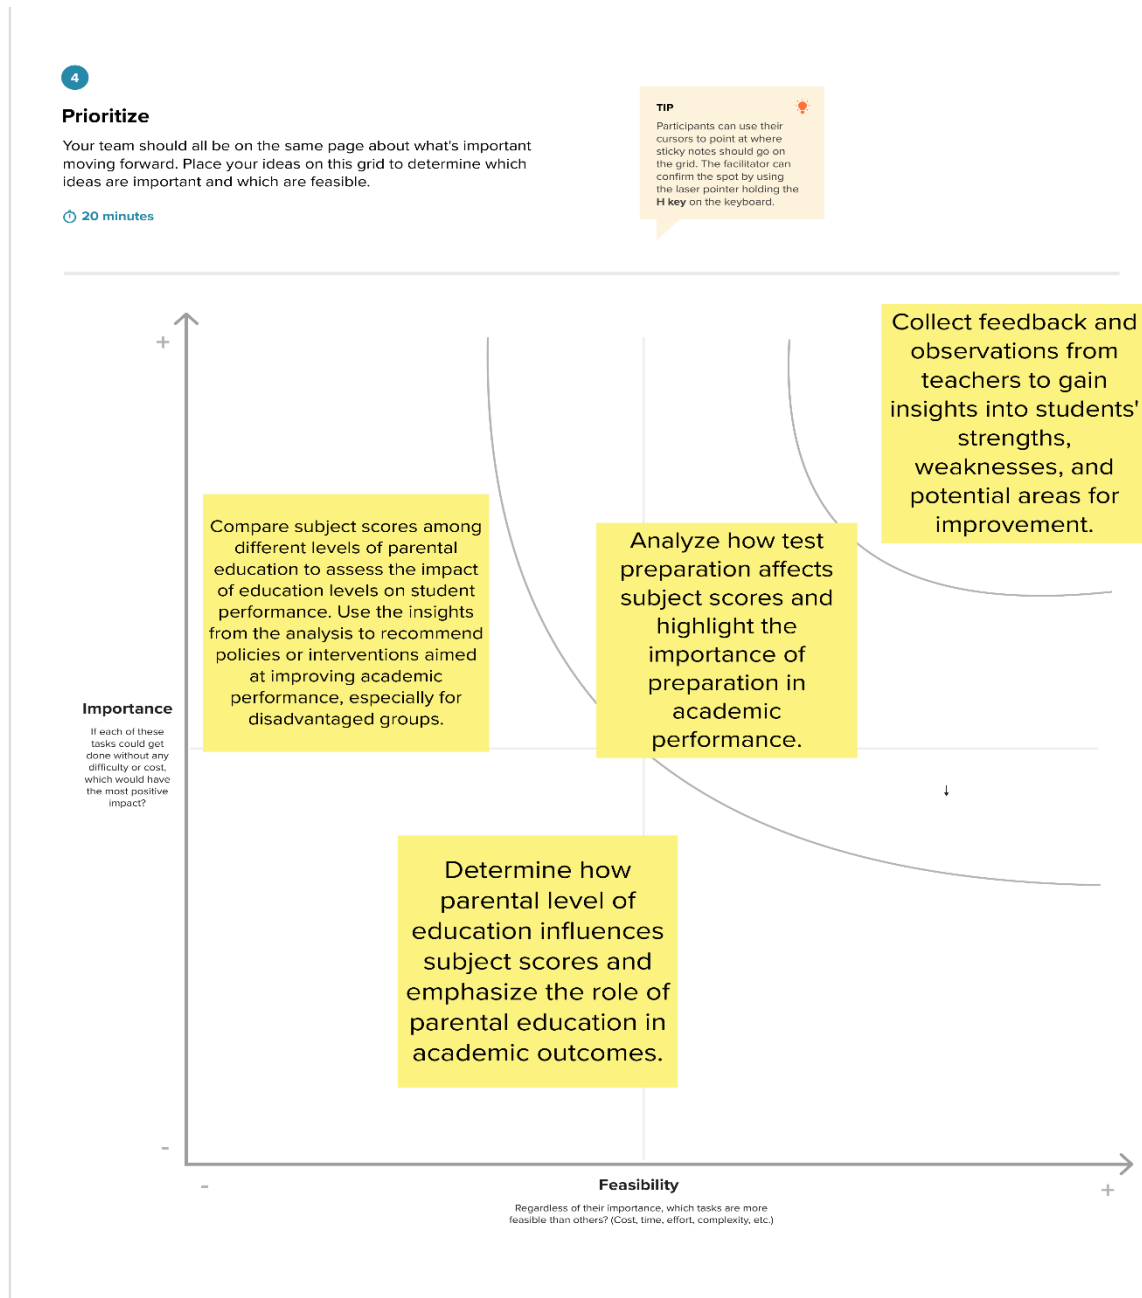 4
Prioritize
Your team should all be on the same page about what's important
moving forward. Place your ideas on this grid to determine which
ideas are important and which are feasible.
20 minutes
TIP
Participants can use their
cursors to point at where
sticky notes should go on
the grid. The facilitator can
confirm the spot by using
the laser pointer holding the
H key on the keyboard.
+
Collect feedback and
observations from
teachers to gain
insights into students'
strengths,
weaknesses, and
potential areas for
improvement.
Compare subject scores among
different levels of parental
education to assess the impact
of education levels on student
performance. Use the insights
from the analysis to recommend
policies or interventions aimed
at improving academic
performance, especially for
disadvantaged groups.
Analyze how test
preparation affects
subject scores and
highlight the
importance of
preparation in
academic
performance.
Importance
If each of these
tasks could get
done without any
difficulty or cost,
which would have
the most positive
impact?
Determine how
parental level of
education influences
subject scores and
emphasize the role of
parental education in
academic outcomes.
-
-
Feasibility
+
Regardless of their importance, which tasks are more
feasible than others? (Cost, time, effort, complexity, etc.)